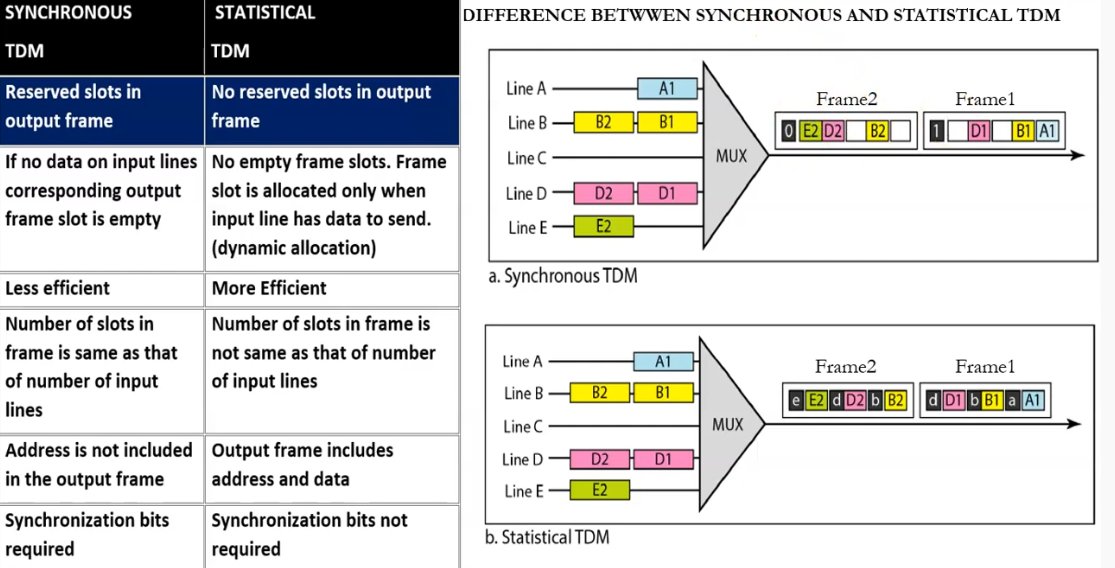 SYNCHRONOUS
TDM
STATISTICAL
TDM
Reserved slots in
output frame
No reserved slots in output
frame
If no data on input lines
corresponding output
frame slot is empty
No empty frame slots. Frame
slot is allocated only when
input line has data to send.
(dynamic allocation)
Less efficient
More Efficient
Number of slots in
frame is same as that
of number of input
lines
Number of slots in frame is
not same as that of number
of input lines
Address is not included
in the output frame
Output frame includes
address and data
Synchronization bits
required
Synchronization bits not
required
DIFFERENCE BETWWEN SYNCHRONOUS AND STATISTICAL TDM
Line A A1
Line B B2 B1
Line C
Line D D2 D1
Line E E2
MUX
Frame2 Frame1
0 E2 D2 B2 1 D1 B1 A1
a. Synchronous TDM
Line A A1
Line B B2 B1
Line C
Line D D2 D1
Line E E2
MUX
Frame2 Frame1
e E2 d D2 b B2 d D1 b B1 a A1
b. Statistical TDM